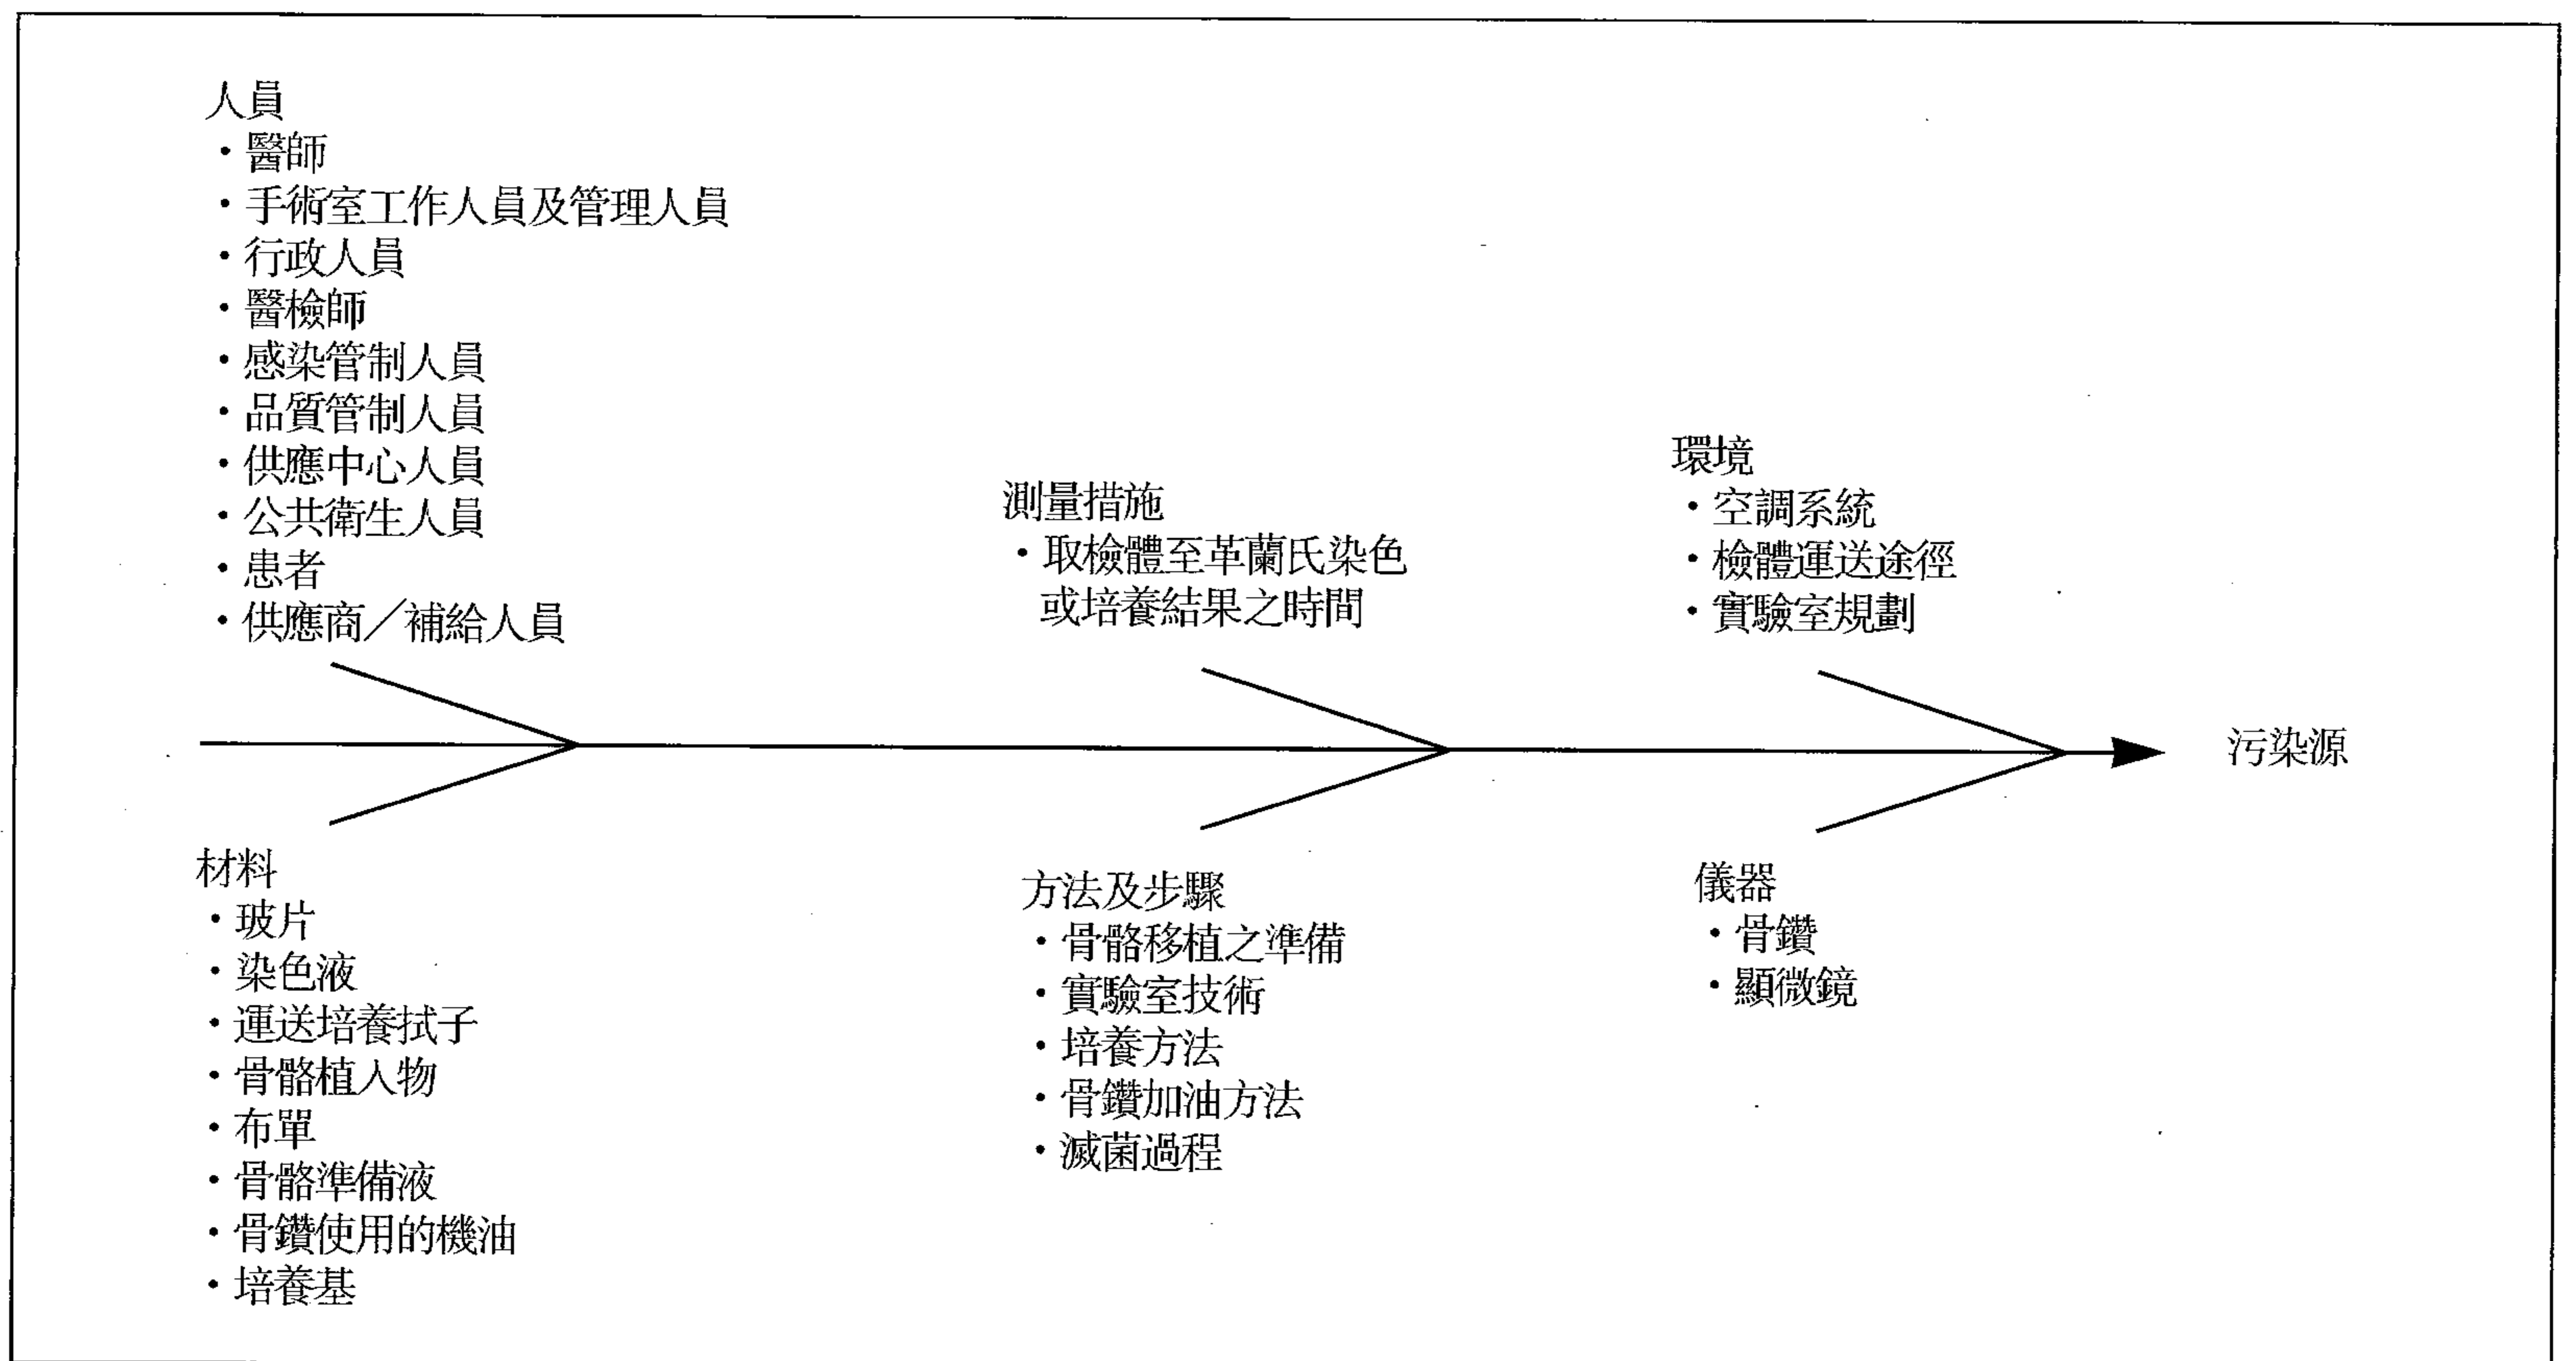 人員
・醫師
・手術室工作人員及管理人員
・行政人員
・醫檢師
・感染管制人員
・品質管制人員
・供應中心人員
・公共衛生人員
・患者
・供應商／補給人員
測量措施
・取檢體至革蘭氏染色
或培養結果之時間
環境
・空調系統
・檢體運送途徑
・實驗室規劃
污染源
材料
・玻片
・染色液
・運送培養拭子
・骨骼植入物
・布單
・骨骼準備液
・骨鑽使用的機油
・培養基
方法及步驟
・骨骼移植之準備
・實驗室技術
・培養方法
・骨鑽加油方法
・滅菌過程
儀器
・骨鑽
・顯微鏡